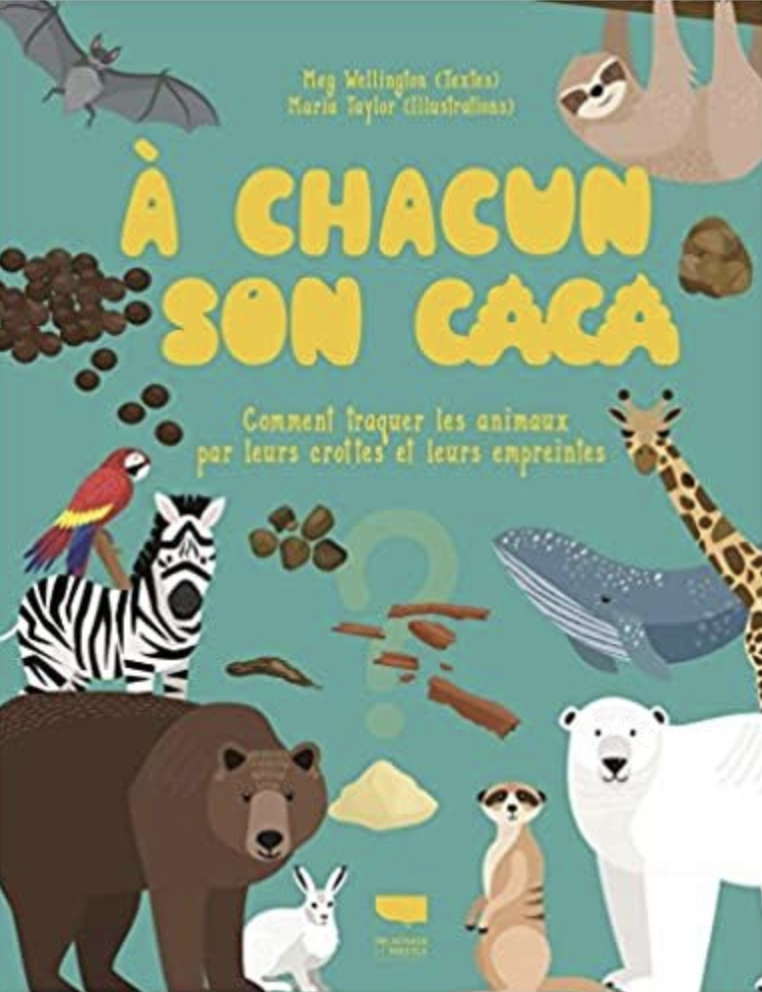 Meg Wellington (Textes)
Maria Taylor (Illustrations)
À CHACUN
SON CACA
Comment traquer les animaux
par leurs crottes et leurs empreintes
?